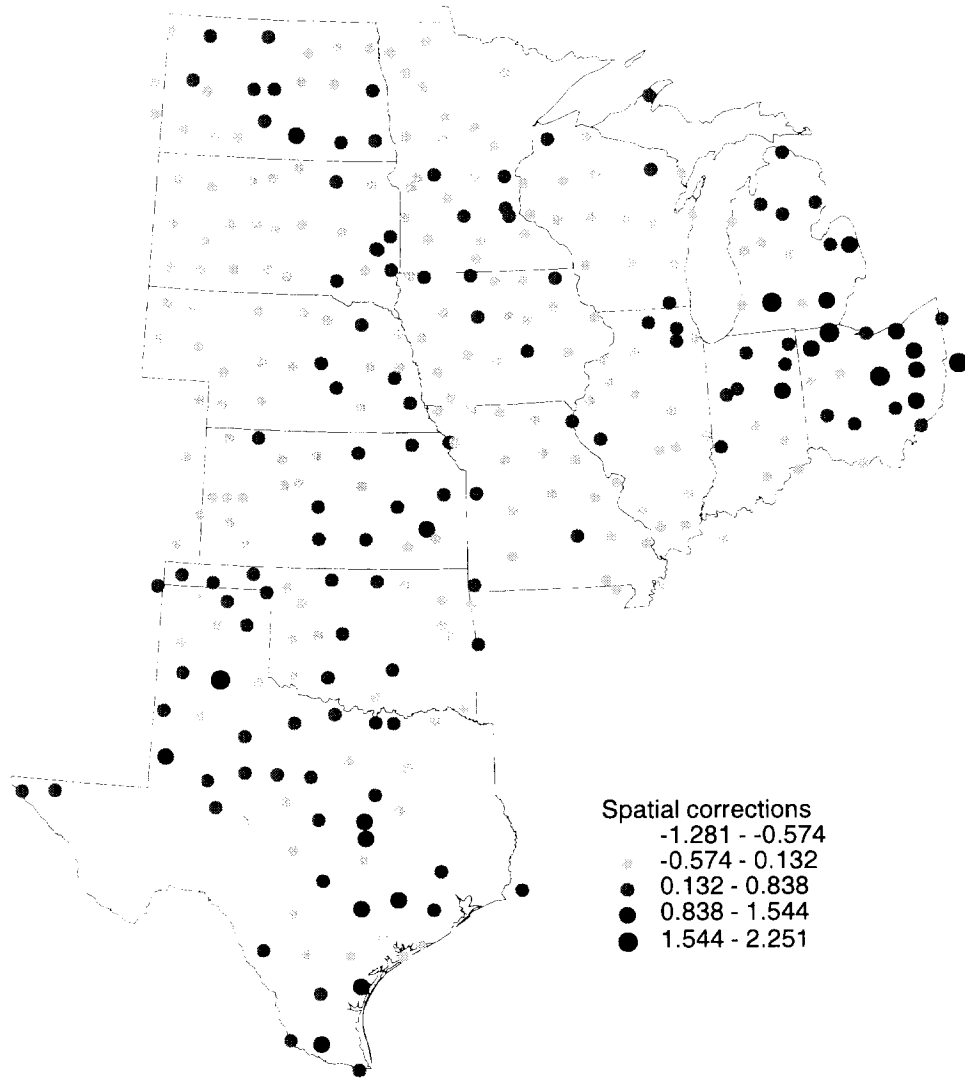 Spatial corrections
-1.281 - -0.574
-0.574 - 0.132
0.132 - 0.838
0.838 - 1.544
1.544 - 2.251